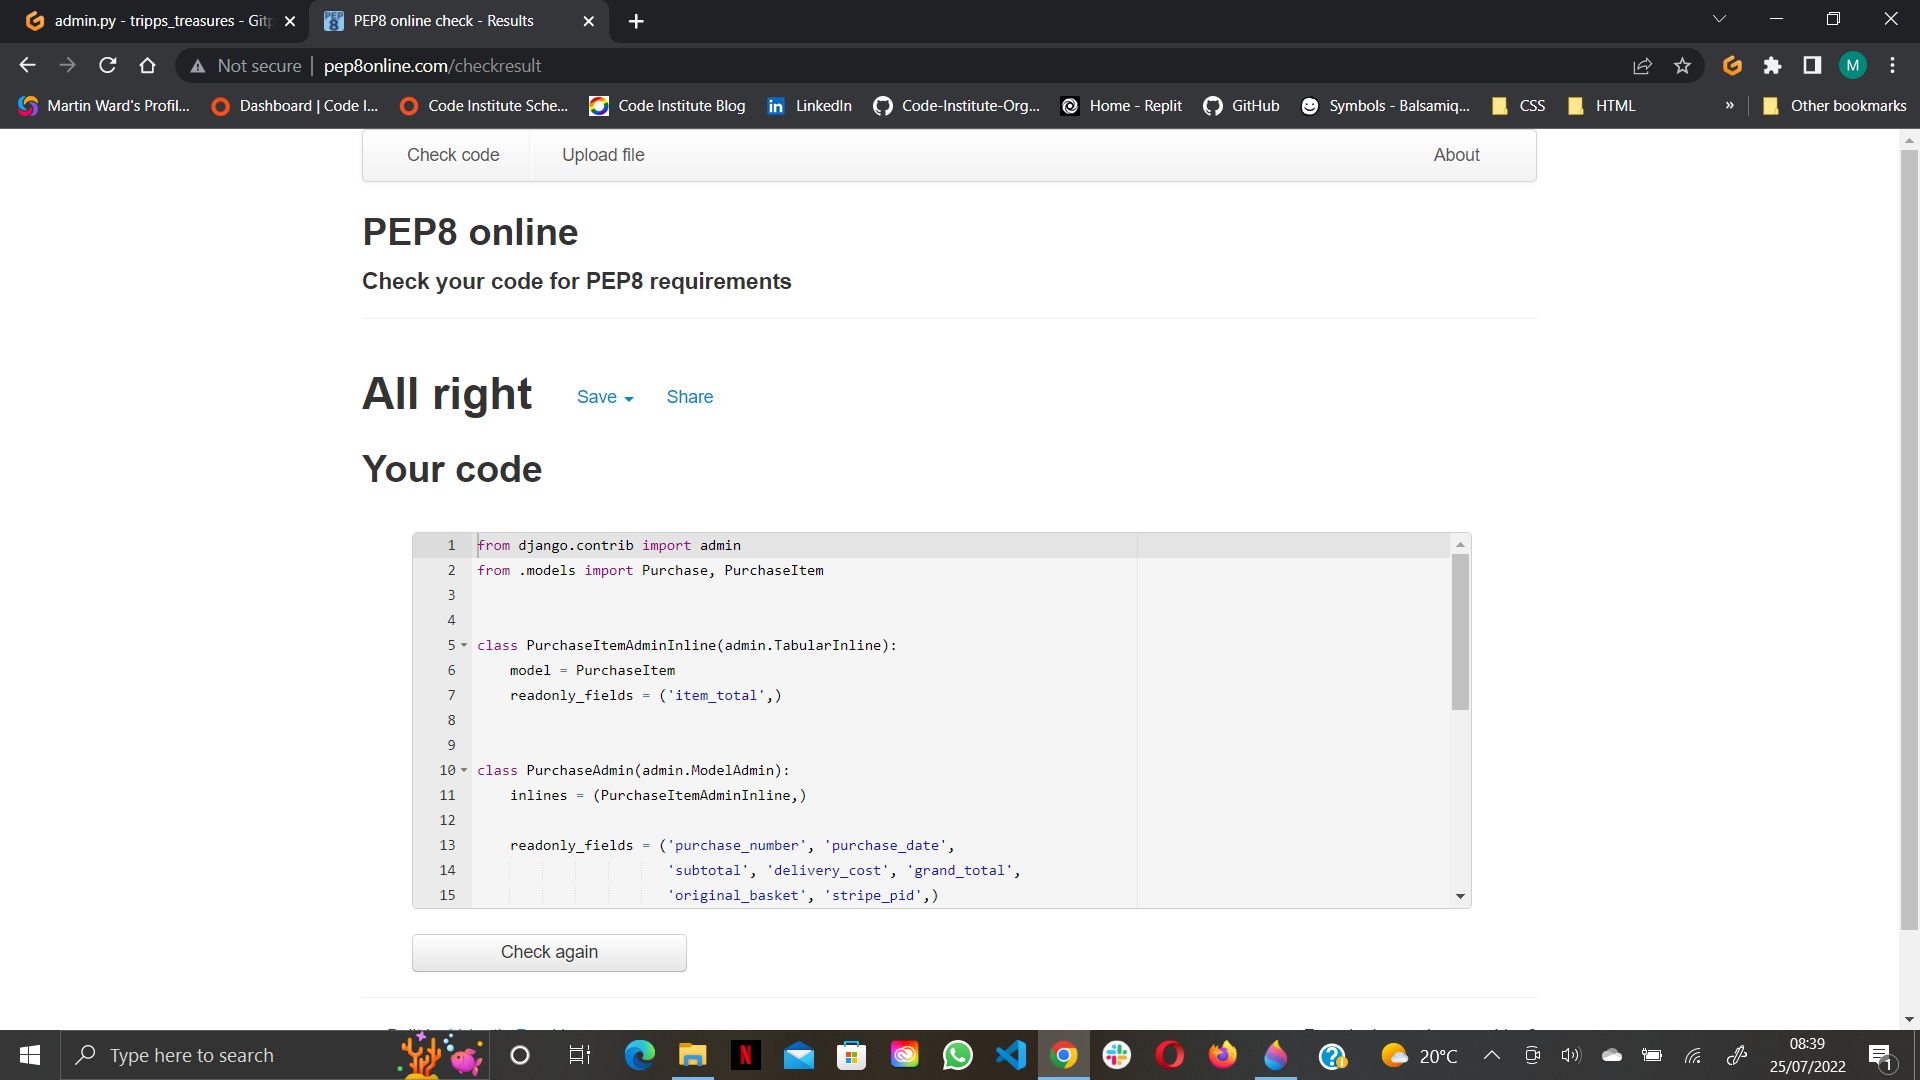 admin.py - tripps_treasures - Gitp
PEP8 online check - Results
Not secure
pep8online.com/checkresult
M
Martin Ward's Profil...
Dashboard | Code I...
Code Institute Sche...
Code Institute Blog
LinkedIn
Code-Institute-Org...
Home - Replit
GitHub
Symbols - Balsamiq...
CSS
HTML
»
Other bookmarks
Check code
Upload file
About
PEP8 online
Check your code for PEP8 requirements
All right
Save
Share
Your code
1 from django.contrib import admin
2 from .models import Purchase, PurchaseItem
3
4
5 class PurchaseItemAdminInline(admin.TabularInline):
6     model = PurchaseItem
7     readonly_fields = ('item_total',)
8
9
10 class PurchaseAdmin(admin.ModelAdmin):
11     inlines = (PurchaseItemAdminInline,)
12
13     readonly_fields = ('purchase_number', 'purchase_date',
14                        'subtotal', 'delivery_cost', 'grand_total',
15                        'original_basket', 'stripe_pid',)
Check again
Type here to search
20°C
08:39
25/07/2022
1